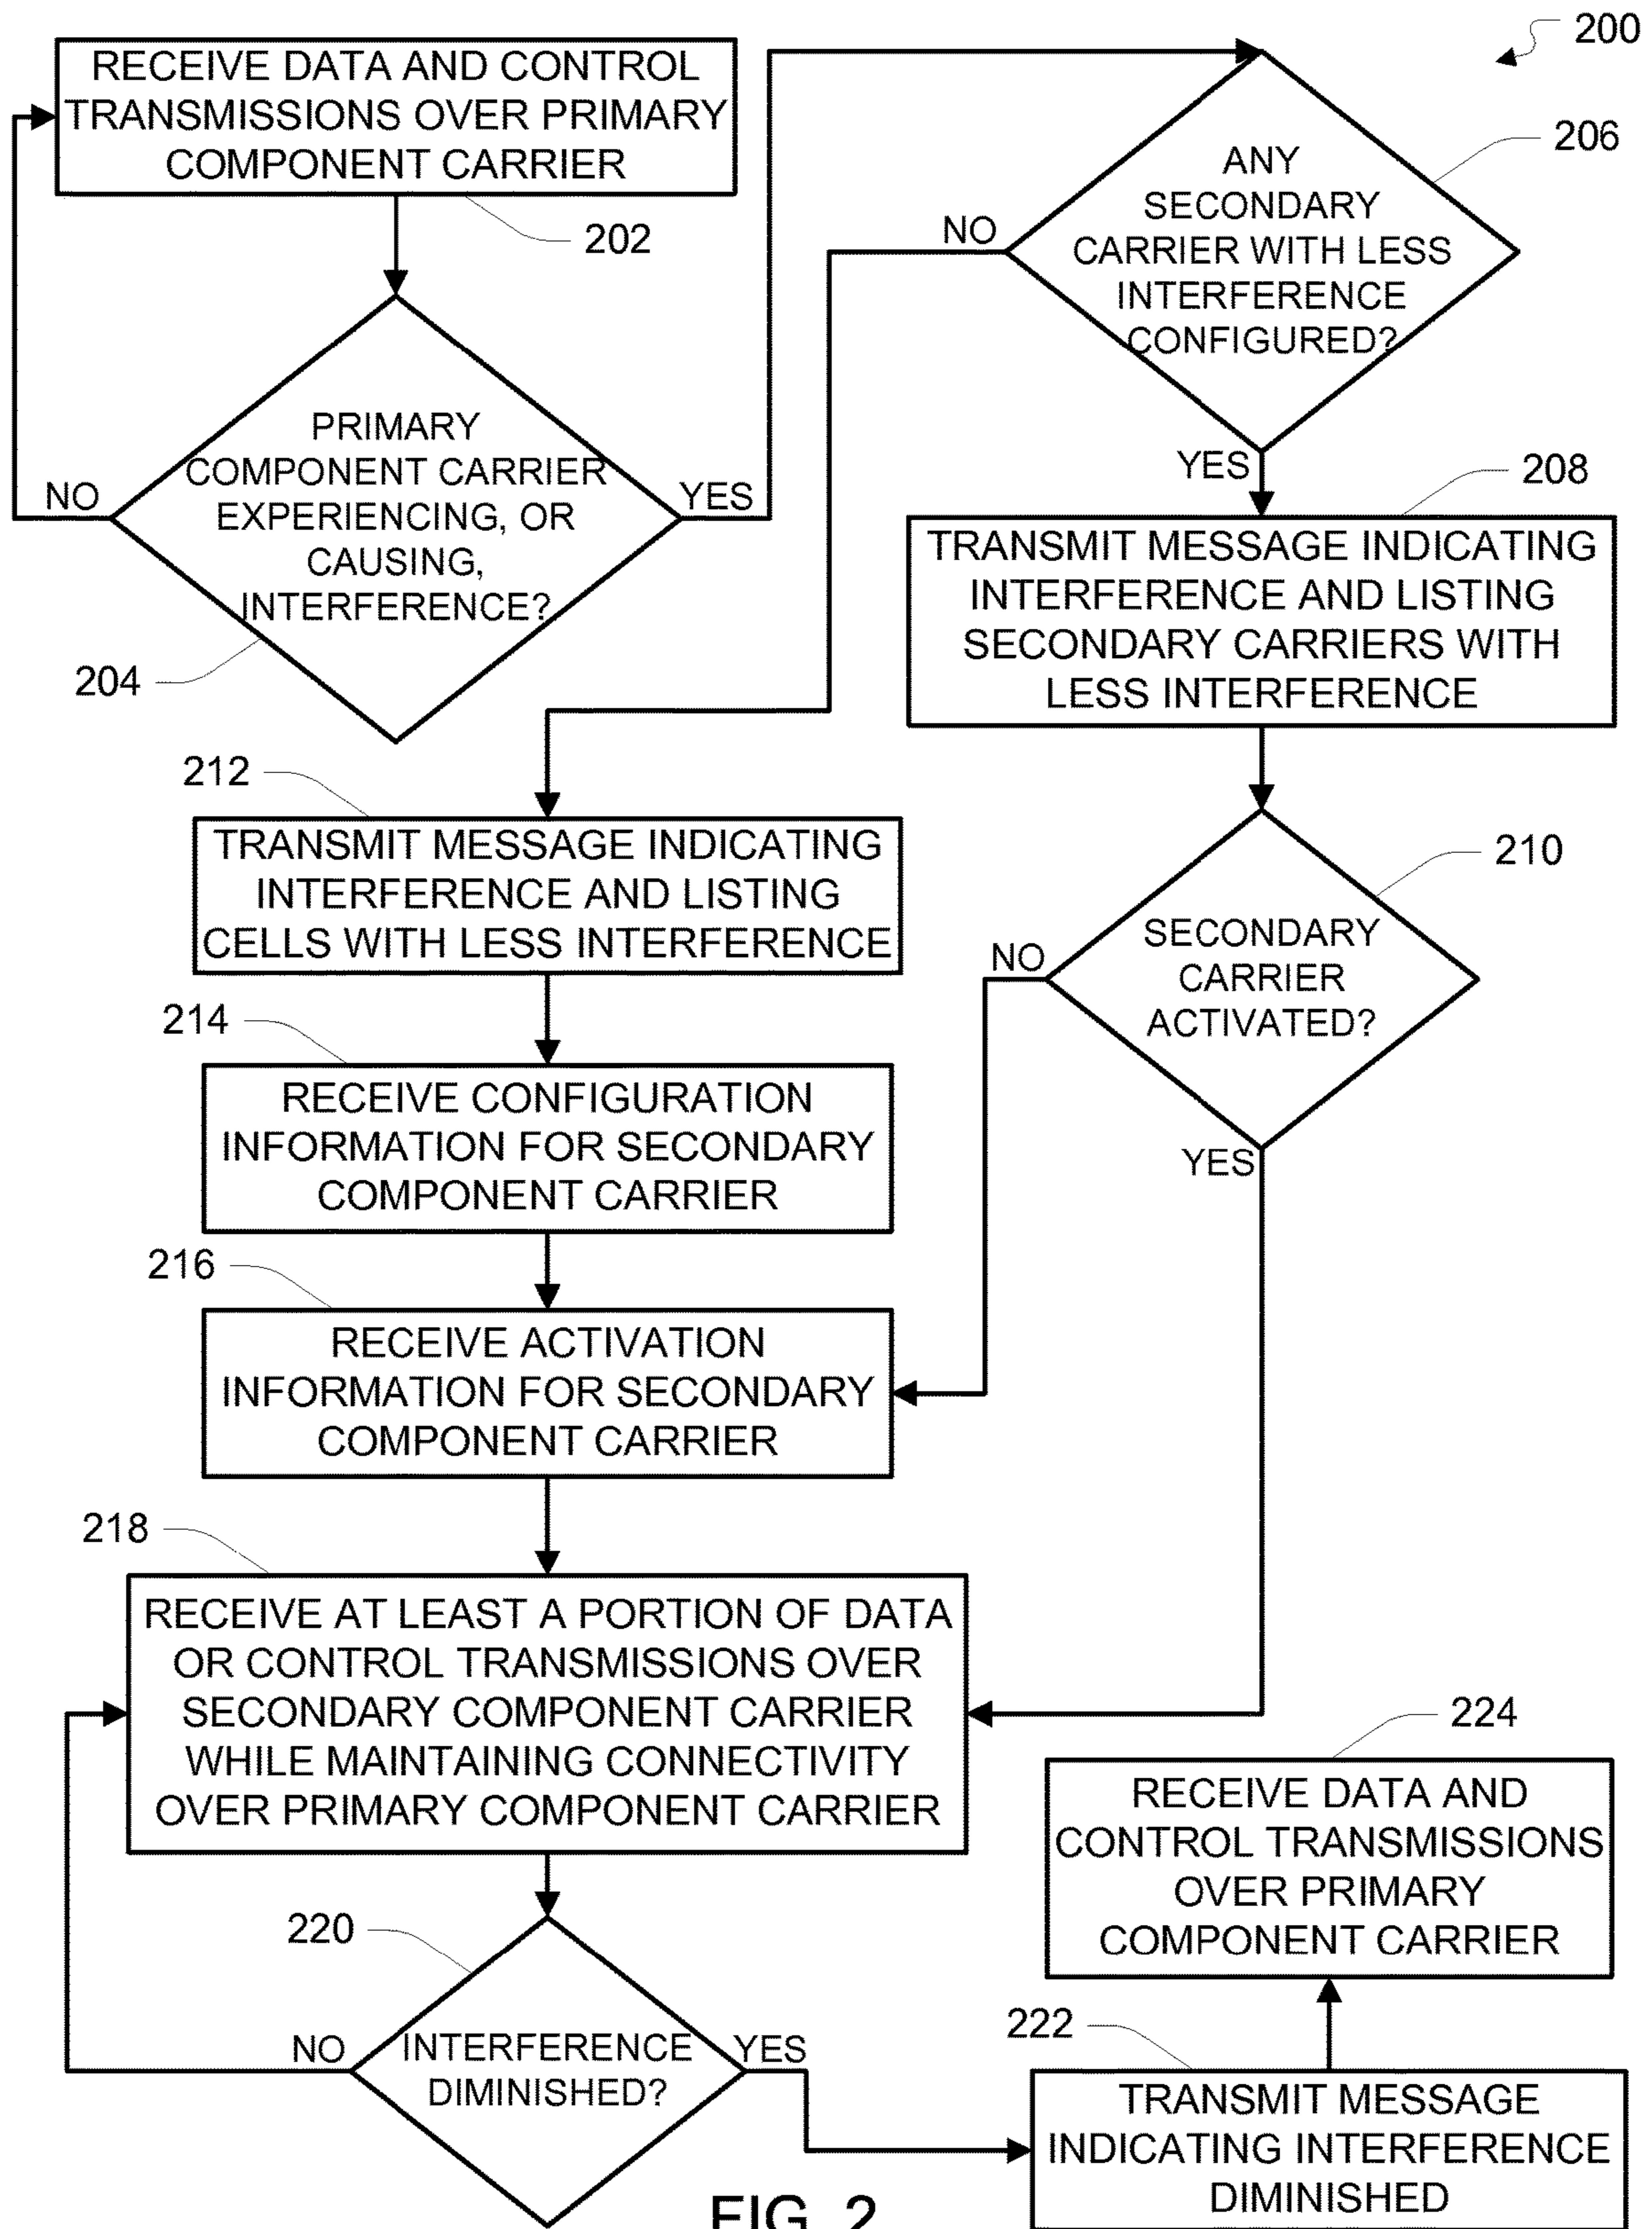 200
RECEIVE DATA AND CONTROL
TRANSMISSIONS OVER PRIMARY
COMPONENT CARRIER
202
PRIMARY
COMPONENT CARRIER
EXPERIENCING, OR
CAUSING,
INTERFERENCE?
NO
YES
204
ANY
SECONDARY
CARRIER WITH LESS
INTERFERENCE
CONFIGURED?
206
NO
YES
208
TRANSMIT MESSAGE INDICATING
INTERFERENCE AND LISTING
SECONDARY CARRIERS WITH
LESS INTERFERENCE
210
SECONDARY
CARRIER
ACTIVATED?
NO
YES
212
TRANSMIT MESSAGE INDICATING
INTERFERENCE AND LISTING
CELLS WITH LESS INTERFERENCE
214
RECEIVE CONFIGURATION
INFORMATION FOR SECONDARY
COMPONENT CARRIER
216
RECEIVE ACTIVATION
INFORMATION FOR SECONDARY
COMPONENT CARRIER
218
RECEIVE AT LEAST A PORTION OF DATA
OR CONTROL TRANSMISSIONS OVER
SECONDARY COMPONENT CARRIER
WHILE MAINTAINING CONNECTIVITY
OVER PRIMARY COMPONENT CARRIER
220
INTERFERENCE
DIMINISHED?
NO
YES
222
TRANSMIT MESSAGE
INDICATING INTERFERENCE
DIMINISHED
224
RECEIVE DATA AND
CONTROL TRANSMISSIONS
OVER PRIMARY
COMPONENT CARRIER
FIG. 2